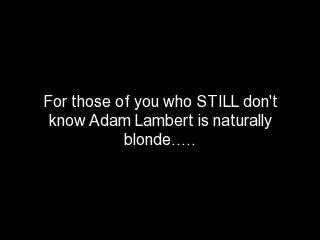 For those of you who STILL don't
know Adam Lambert is naturally
blonde.....